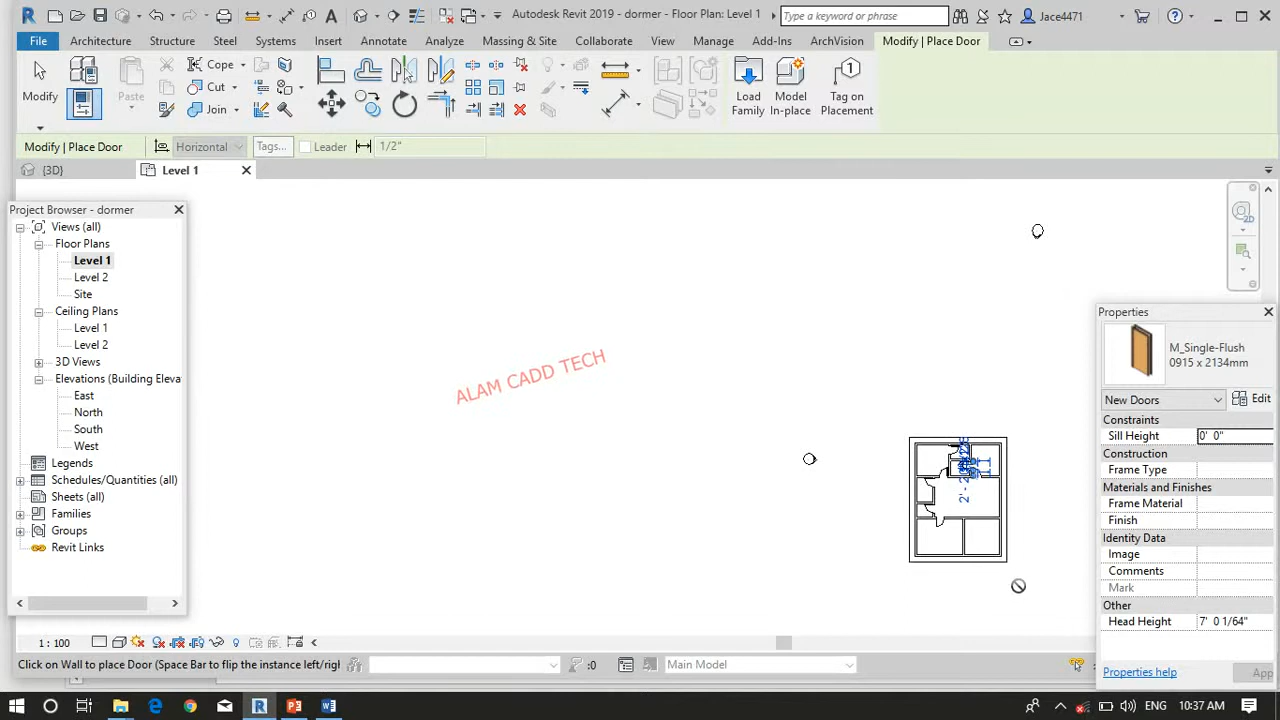 Autodesk Revit 2019 - dormer - Floor Plan: Level 1
Type a keyword or phrase
Jace4471
File Architecture Structure Steel Systems Insert Annotate Analyze Massing & Site Collaborate View Manage Add-Ins ArchVision Modify | Place Door
Modify
Paste
Cope
Cut
Join
Load Family
Model In-place
Tag on Placement
Modify | Place Door Horizontal Tags... Leader 1/2"
{3D} Level 1
Project Browser - dormer
Views (all)
Floor Plans
Level 1
Level 2
Site
Ceiling Plans
Level 1
Level 2
3D Views
Elevations (Building Eleva
East
North
South
West
Legends
Schedules/Quantities (all)
Sheets (all)
Families
Groups
Revit Links
ALAM CADD TECH
Properties
M_Single-Flush
0915 x 2134mm
New Doors Edit
Constraints
Sill Height 0' 0"
Construction
Frame Type
Materials and Finishes
Frame Material
Finish
Identity Data
Image
Comments
Mark
Other
Head Height 7' 0 1/64"
Properties help App
1 : 100
Click on Wall to place Door (Space Bar to flip the instance left/righ :0 Main Model
ENG 10:37 AM